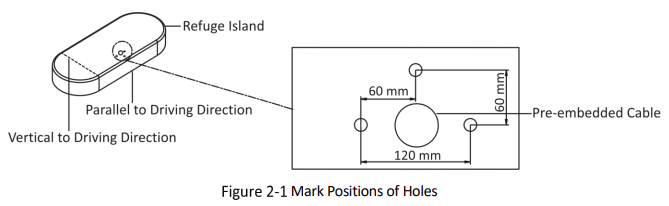 Refuge Island
60 mm
60 mm
Parallel to Driving Direction
Pre-embedded Cable
Vertical to Driving Direction
120 mm
Figure 2-1 Mark Positions of Holes